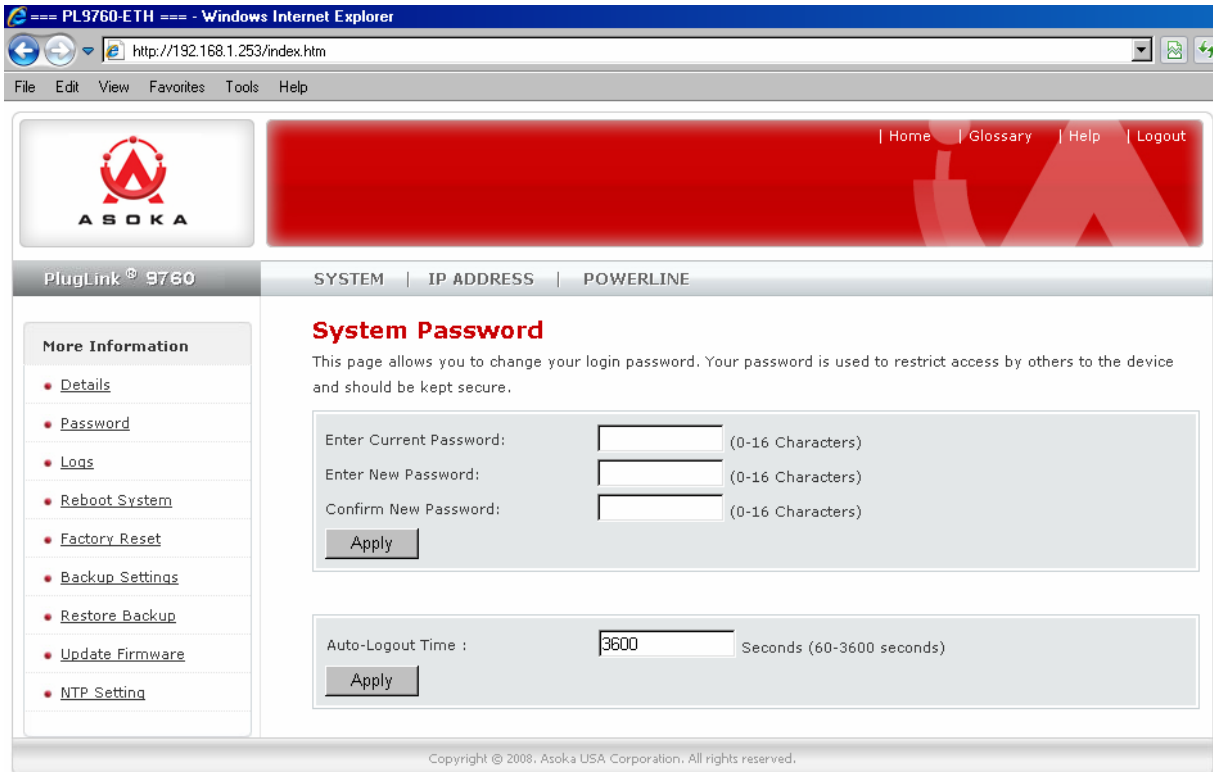 === PL9760-ETH === - Windows Internet Explorer
http://192.168.1.253/index.htm
File Edit View Favorites Tools Help
| Home | Glossary | Help | Logout
ASOKA
PlugLink ® 9760
SYSTEM | IP ADDRESS | POWERLINE
More Information
Details
Password
Logs
Reboot System
Factory Reset
Backup Settings
Restore Backup
Update Firmware
NTP Setting
System Password
This page allows you to change your login password. Your password is used to restrict access by others to the device
and should be kept secure.
Enter Current Password: (0-16 Characters)
Enter New Password: (0-16 Characters)
Confirm New Password: (0-16 Characters)
Apply
Auto-Logout Time : 3600 Seconds (60-3600 seconds)
Apply
Copyright © 2008. Asoka USA Corporation. All rights reserved.